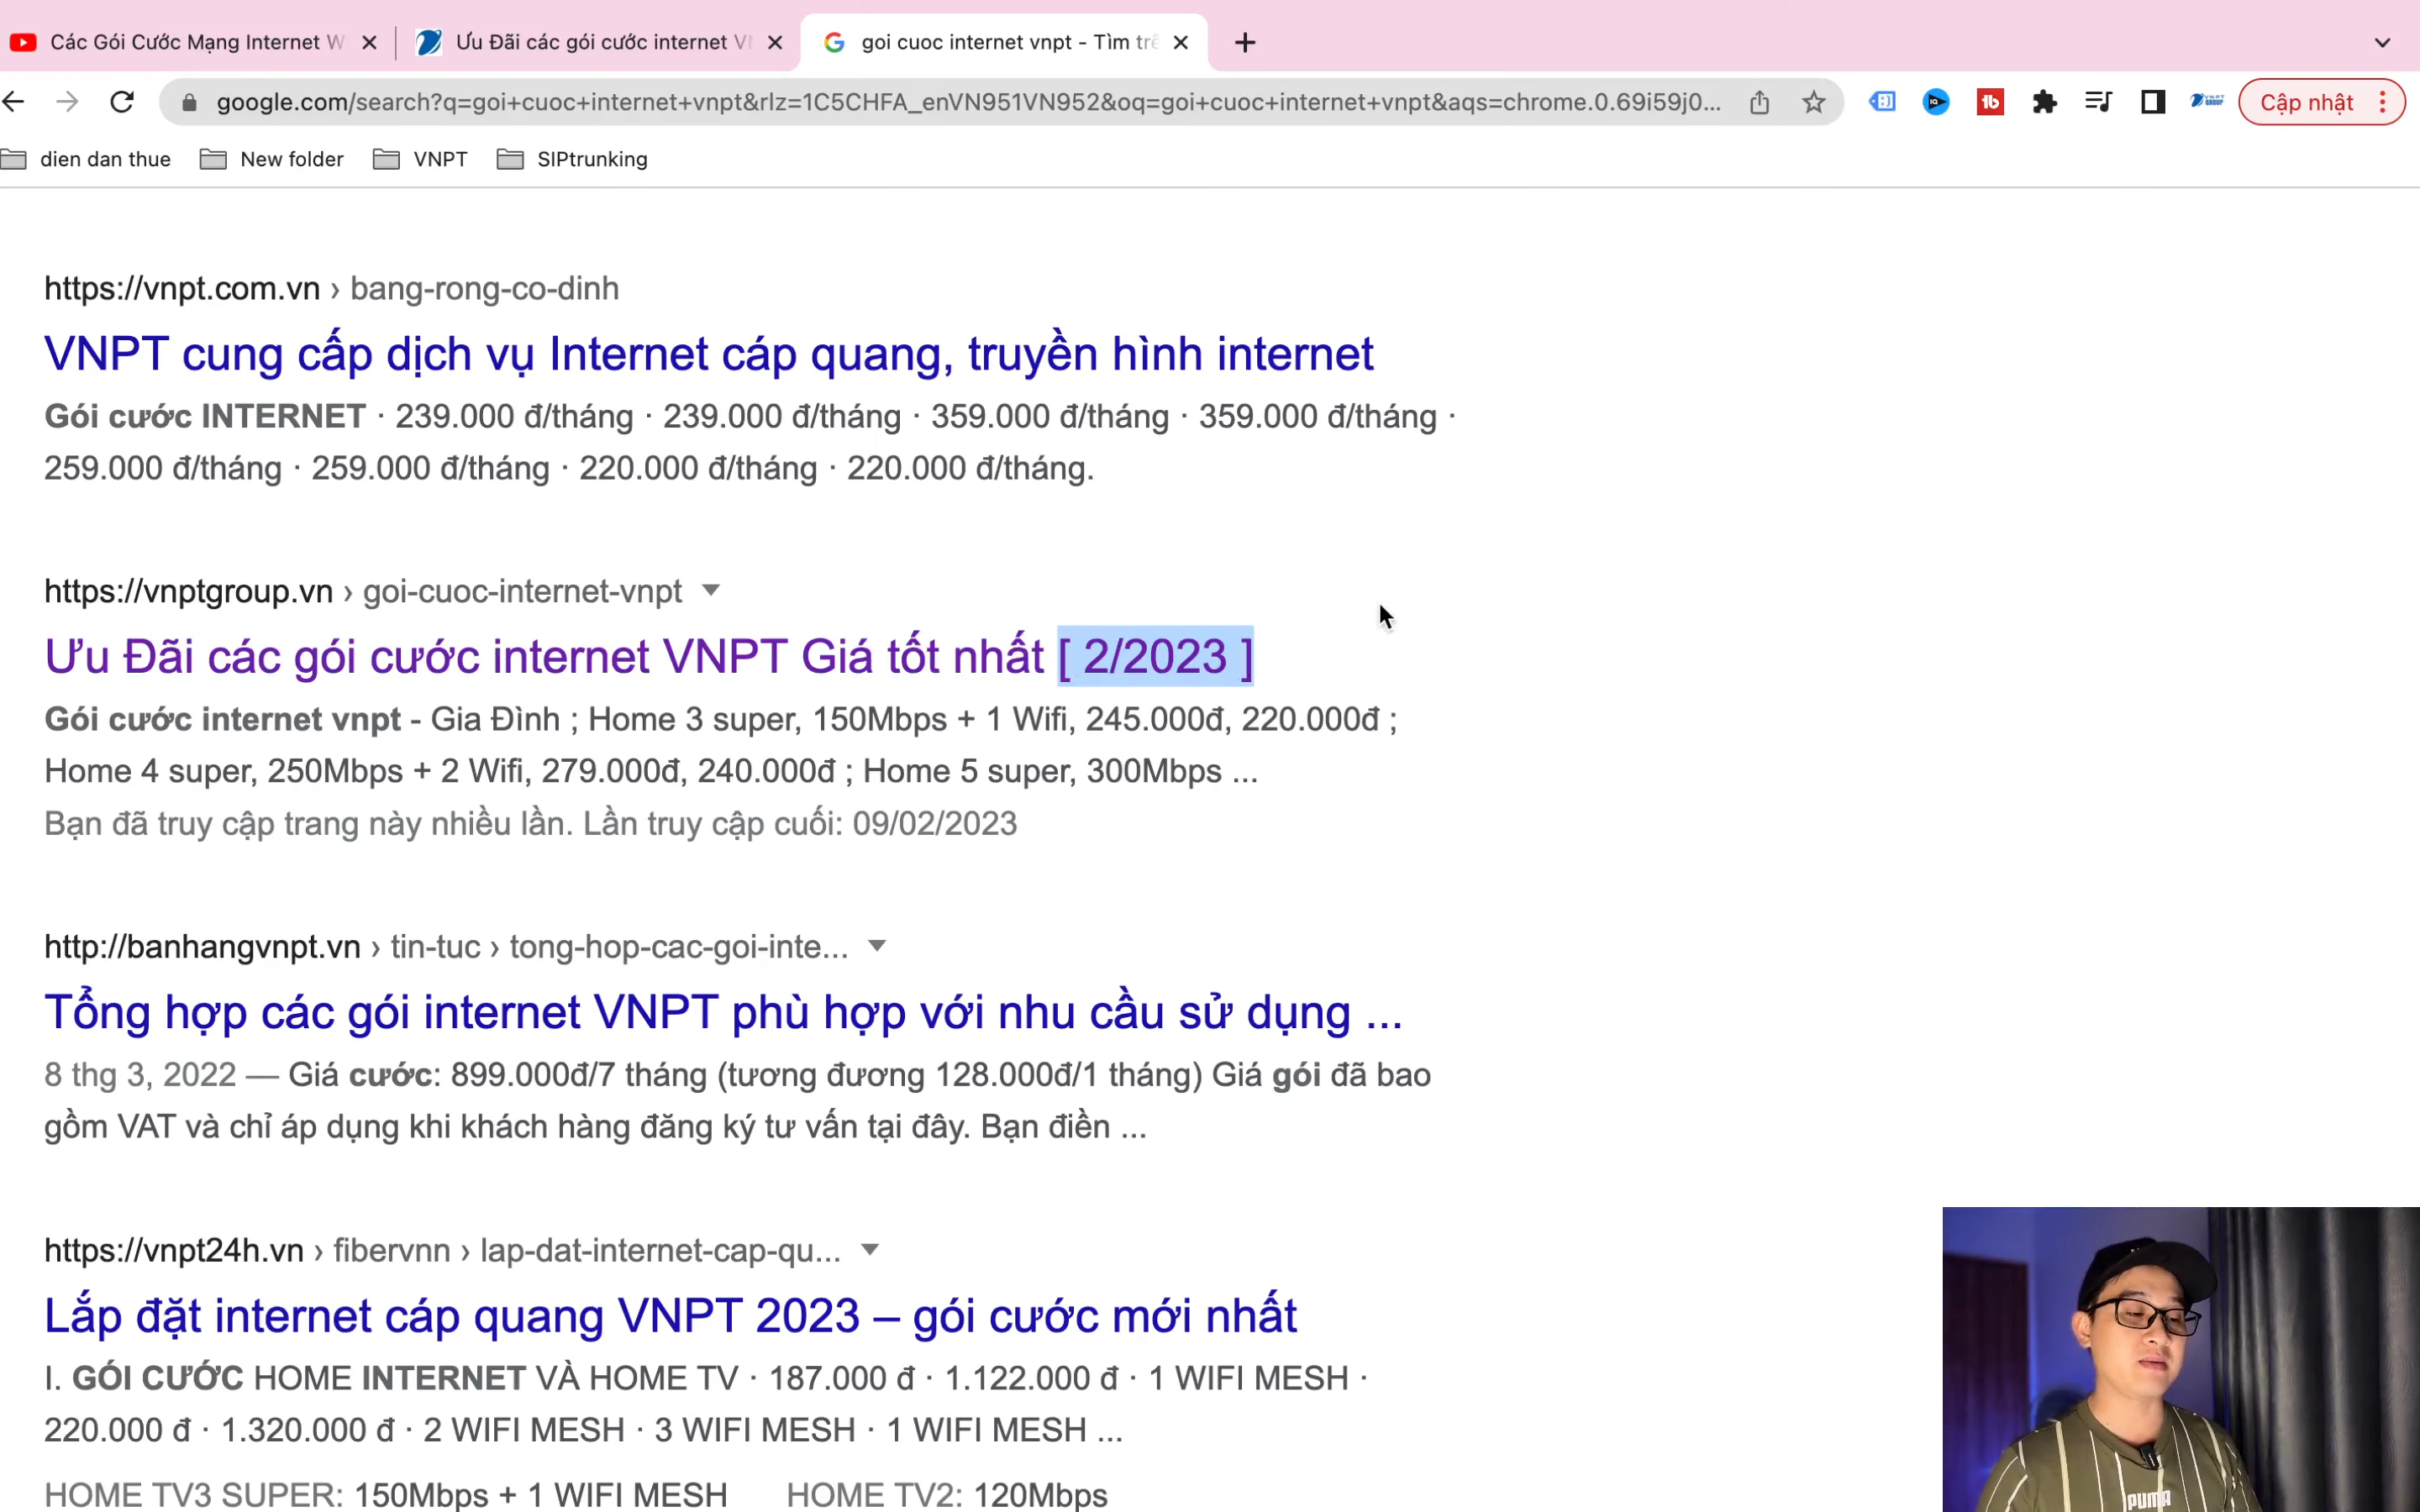 Các Gói Cước Mạng Internet W
Ưu Đãi các gói cước internet VN
goi cuoc internet vnpt - Tìm trê
google.com/search?q=goi+cuoc+internet+vnpt&rlz=1C5CHFA_enVN951VN952&oq=goi+cuoc+internet+vnpt&aqs=chrome.0.69i59j0...
Cập nhật
dien dan thue
New folder
VNPT
SIPtrunking
https://vnpt.com.vn › bang-rong-co-dinh
VNPT cung cấp dịch vụ Internet cáp quang, truyền hình internet
Gói cước INTERNET · 239.000 đ/tháng · 239.000 đ/tháng · 359.000 đ/tháng · 359.000 đ/tháng ·
259.000 đ/tháng · 259.000 đ/tháng · 220.000 đ/tháng · 220.000 đ/tháng.
https://vnptgroup.vn › goi-cuoc-internet-vnpt
Ưu Đãi các gói cước internet VNPT Giá tốt nhất [ 2/2023 ]
Gói cước internet vnpt - Gia Đình ; Home 3 super, 150Mbps + 1 Wifi, 245.000đ, 220.000đ ;
Home 4 super, 250Mbps + 2 Wifi, 279.000đ, 240.000đ ; Home 5 super, 300Mbps ...
Bạn đã truy cập trang này nhiều lần. Lần truy cập cuối: 09/02/2023
http://banhangvnpt.vn › tin-tuc › tong-hop-cac-goi-inte...
Tổng hợp các gói internet VNPT phù hợp với nhu cầu sử dụng ...
8 thg 3, 2022 — Giá cước: 899.000đ/7 tháng (tương đương 128.000đ/1 tháng) Giá gói đã bao
gồm VAT và chỉ áp dụng khi khách hàng đăng ký tư vấn tại đây. Bạn điền ...
https://vnpt24h.vn › fibervnn › lap-dat-internet-cap-qu...
Lắp đặt internet cáp quang VNPT 2023 – gói cước mới nhất
I. GÓI CƯỚC HOME INTERNET VÀ HOME TV · 187.000 đ · 1.122.000 đ · 1 WIFI MESH ·
220.000 đ · 1.320.000 đ · 2 WIFI MESH · 3 WIFI MESH · 1 WIFI MESH ...
HOME TV3 SUPER: 150Mbps + 1 WIFI MESH HOME TV2: 120Mbps
PUMA